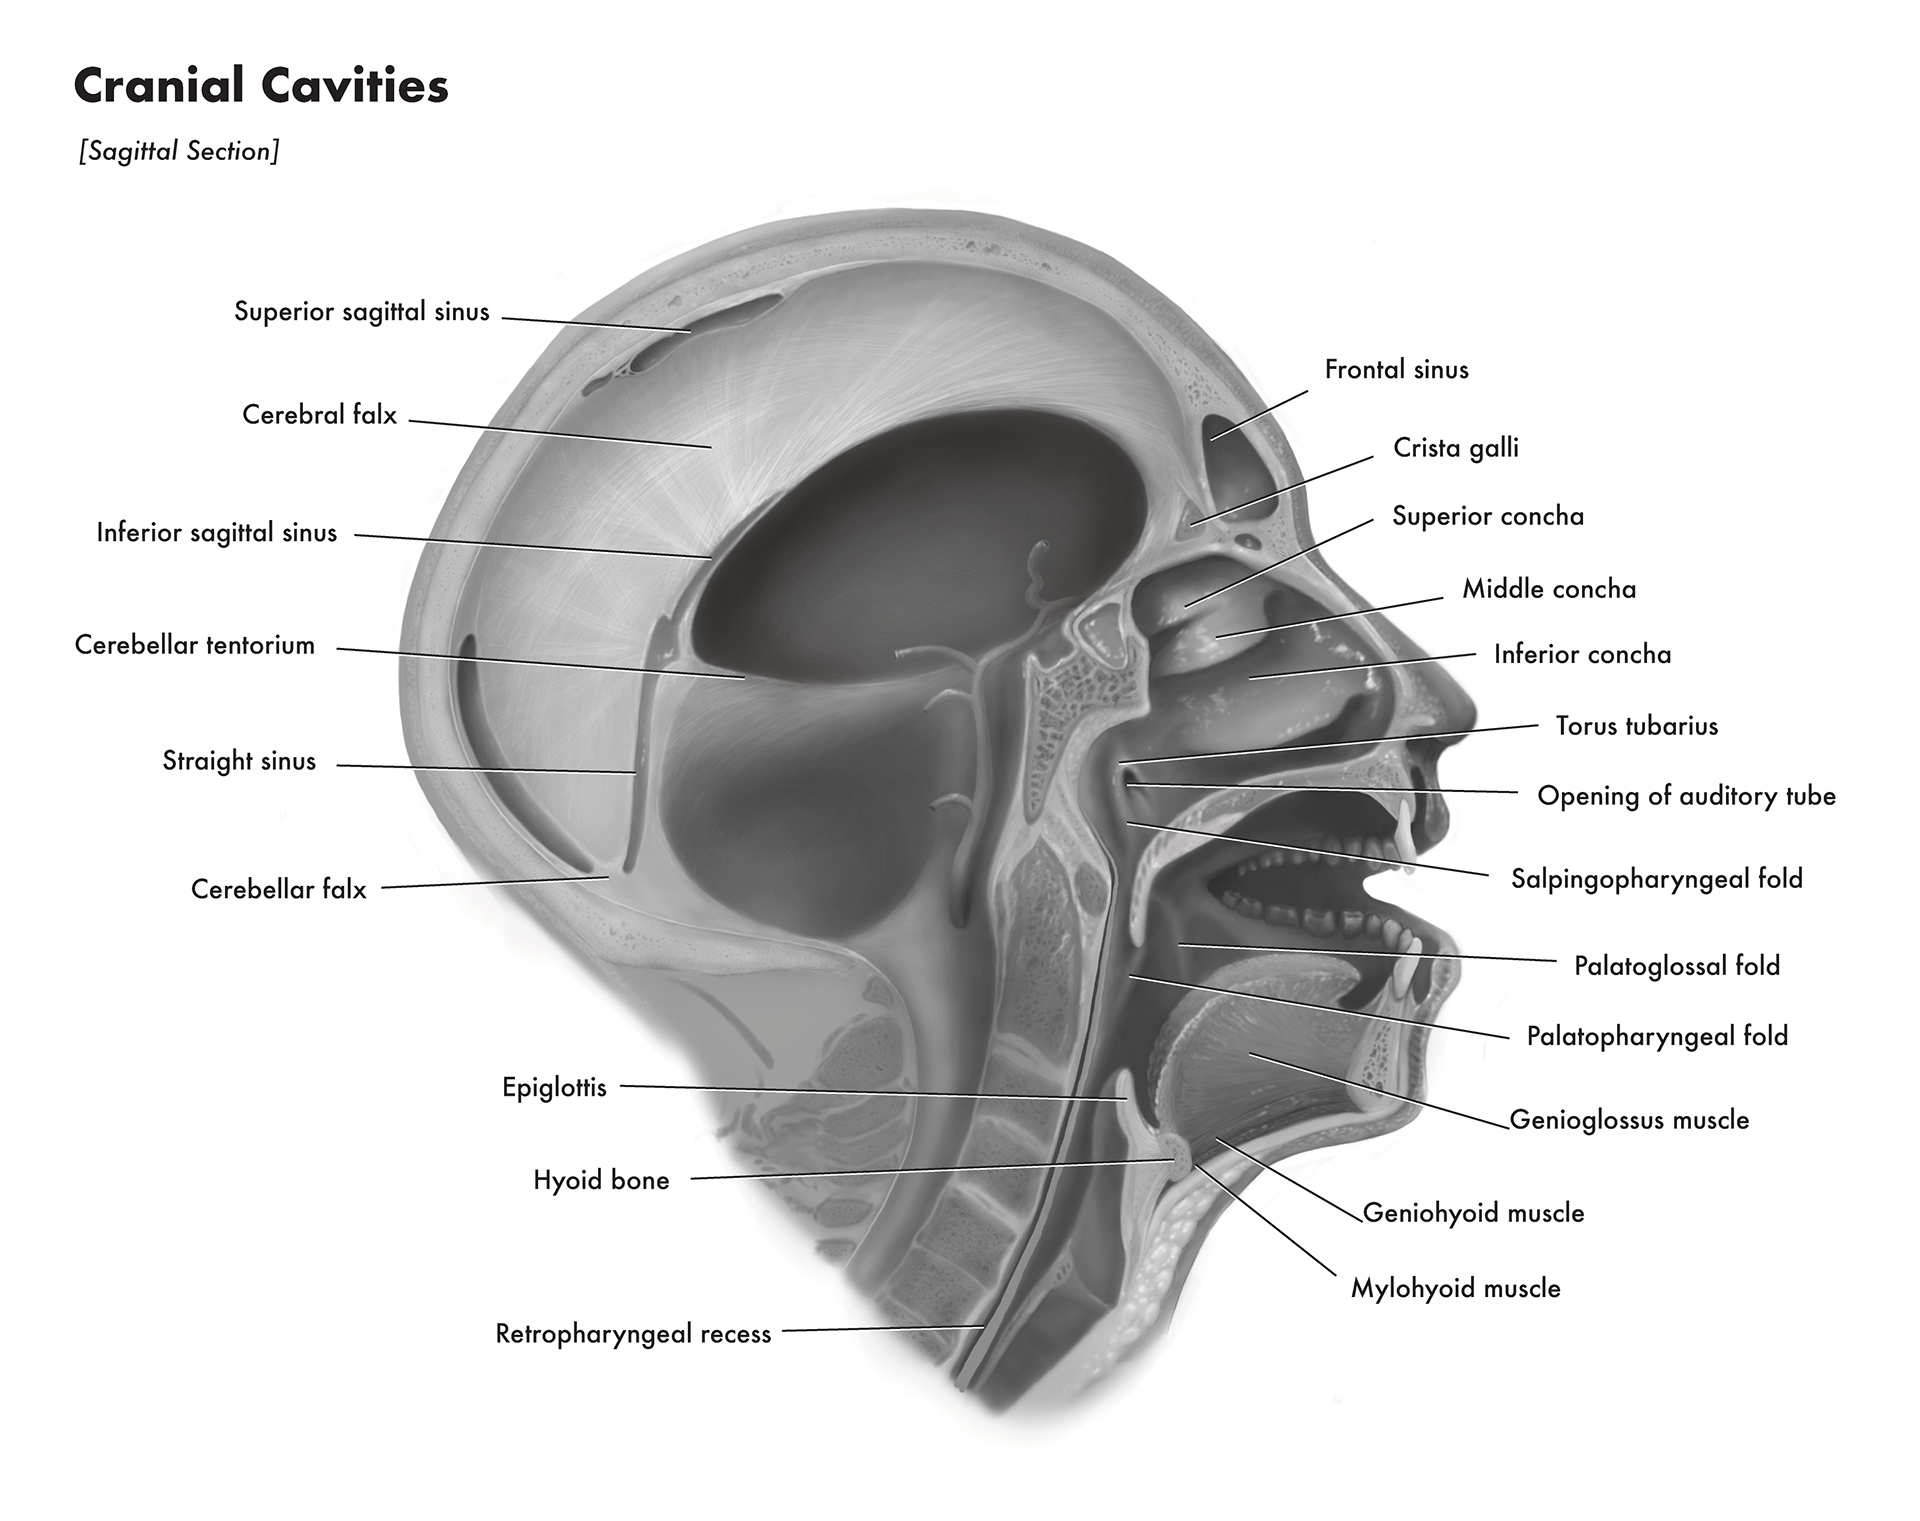 Cranial Cavities
[Sagittal Section]
Superior sagittal sinus
Cerebral falx
Inferior sagittal sinus
Cerebellar tentorium
Straight sinus
Cerebellar falx
Epiglottis
Hyoid bone
Retropharyngeal recess
Frontal sinus
Crista galli
Superior concha
Middle concha
Inferior concha
Torus tubarius
Opening of auditory tube
Salpingopharyngeal fold
Palatoglossal fold
Palatopharyngeal fold
Genioglossus muscle
Geniohyoid muscle
Mylohyoid muscle